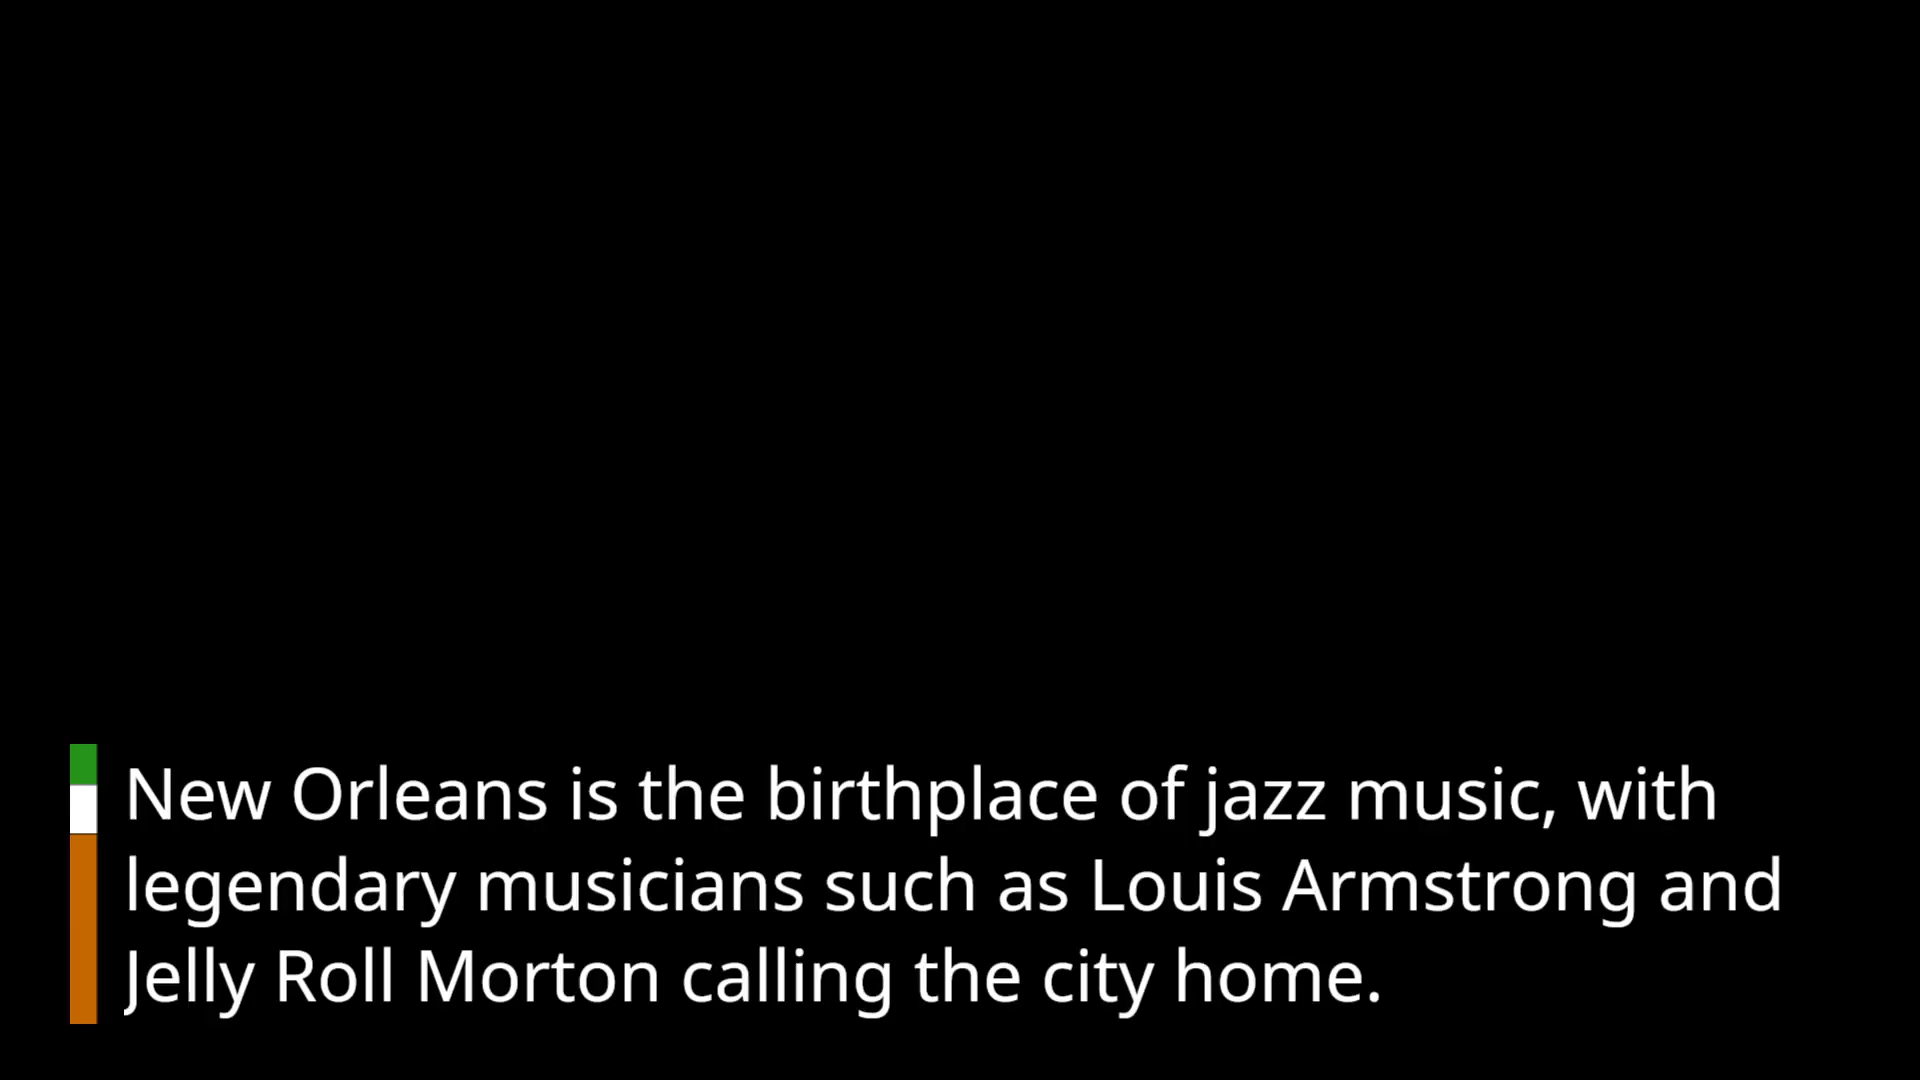 New Orleans is the birthplace of jazz music, with
legendary musicians such as Louis Armstrong and
Jelly Roll Morton calling the city home.